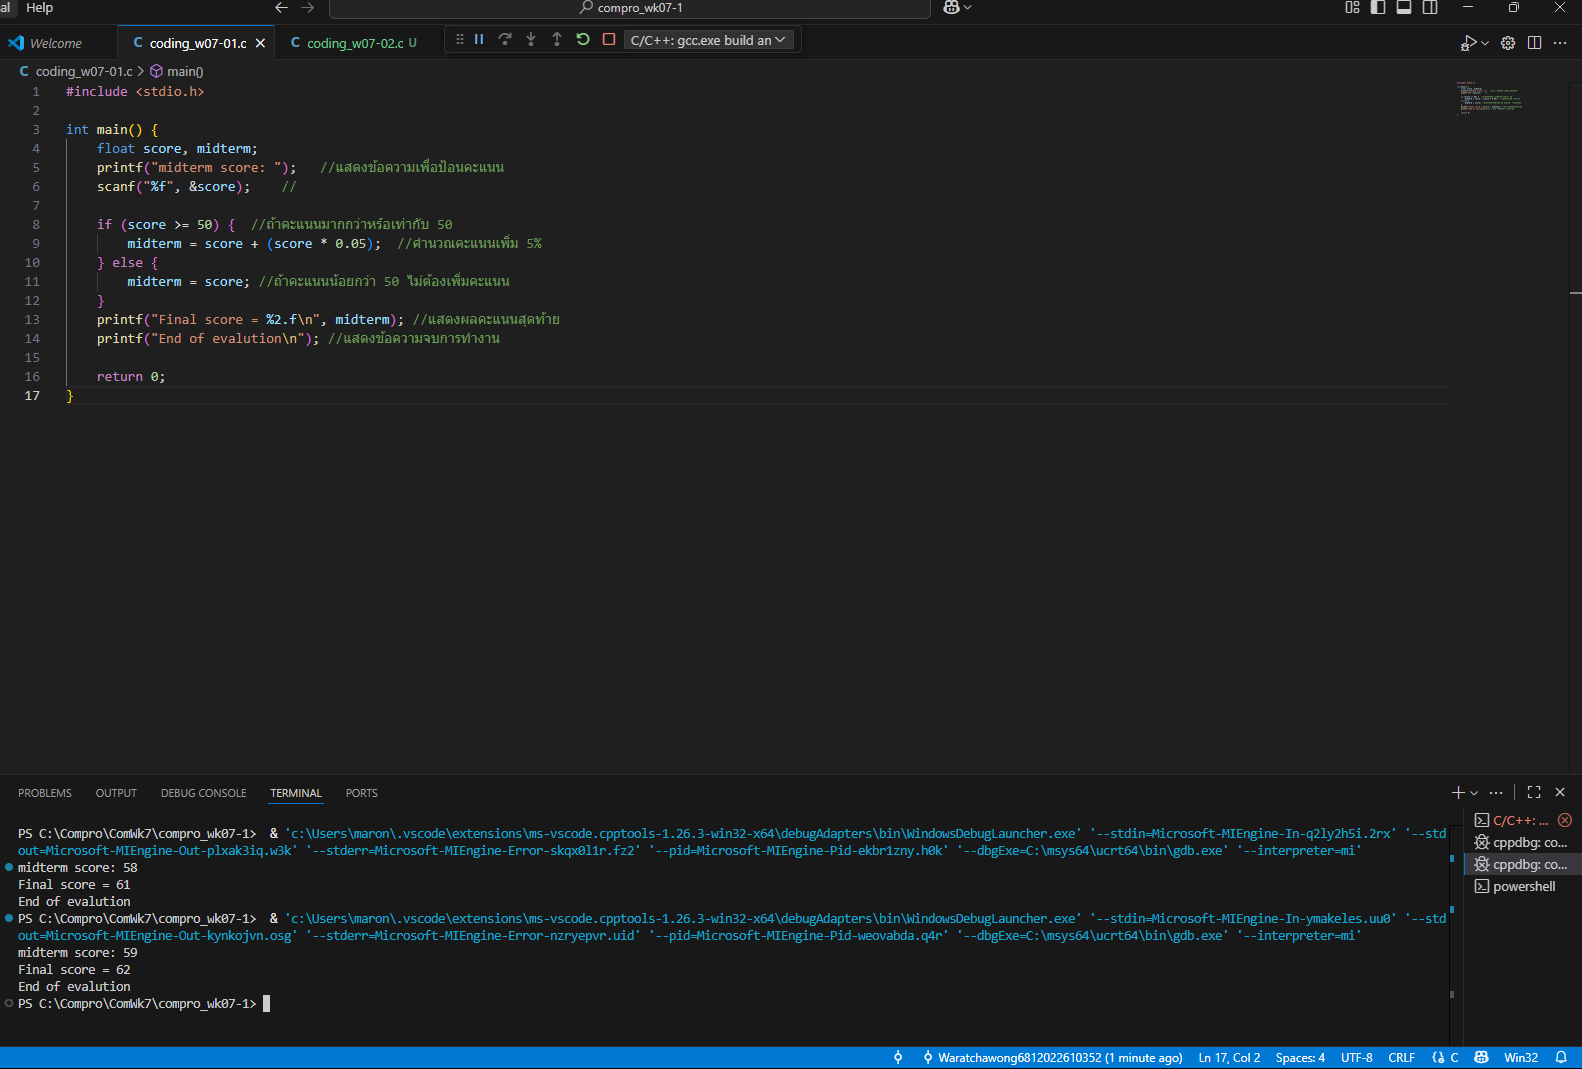 al Help compro_wk07-1
Welcome C coding_w07-01.c C coding_w07-02.c U C/C++: gcc.exe build an
C coding_w07-01.c > main()
1 #include <stdio.h>
2
3 int main() {
4 float score, midterm;
5 printf("midterm score: "); //แสดงข้อความเพื่อป้อนคะแนน
6 scanf("%f", &score); //
7
8 if (score >= 50) { //ถ้าคะแนนมากกว่าหร์อเท่ากับ 50
9 midterm = score + (score * 0.05); //คำนวณคะแนนเพิ่ม 5%
10 } else {
11 midterm = score; //ถ้าคะแนนน้อยกว่า 50 ไม่ต้องเพิ่มคะแนน
12 }
13 printf("Final score = %2.f\n", midterm); //แสดงผลคะแนนสุดท้าย
14 printf("End of evalution\n"); //แสดงข้อความจบการทำงาน
15
16 return 0;
17 }
PROBLEMS OUTPUT DEBUG CONSOLE TERMINAL PORTS
PS C:\Compro\ComWk7\compro_wk07-1> & 'c:\Users\maron\.vscode\extensions\ms-vscode.cpptools-1.26.3-win32-x64\debugAdapters\bin\WindowsDebugLauncher.exe' '--stdin=Microsoft-MIEngine-In-q2ly2h5i.2rx' '--std
out=Microsoft-MIEngine-Out-plxak3iq.w3k' '--stderr=Microsoft-MIEngine-Error-skqx0l1r.fz2' '--pid=Microsoft-MIEngine-Pid-ekbr1zny.h0k' '--dbgExe=C:\msys64\ucrt64\bin\gdb.exe' '--interpreter=mi'
midterm score: 58
Final score = 61
End of evalution
PS C:\Compro\ComWk7\compro_wk07-1> & 'c:\Users\maron\.vscode\extensions\ms-vscode.cpptools-1.26.3-win32-x64\debugAdapters\bin\WindowsDebugLauncher.exe' '--stdin=Microsoft-MIEngine-In-ymakeles.uu0' '--std
out=Microsoft-MIEngine-Out-kynkojvn.osg' '--stderr=Microsoft-MIEngine-Error-nzryepvr.uid' '--pid=Microsoft-MIEngine-Pid-weovabda.q4r' '--dbgExe=C:\msys64\ucrt64\bin\gdb.exe' '--interpreter=mi'
midterm score: 59
Final score = 62
End of evalution
PS C:\Compro\ComWk7\compro_wk07-1>
C/C++: ...
cppdbg: co...
cppdbg: co...
powershell
Waratchawong6812022610352 (1 minute ago) Ln 17, Col 2 Spaces: 4 UTF-8 CRLF C Win32